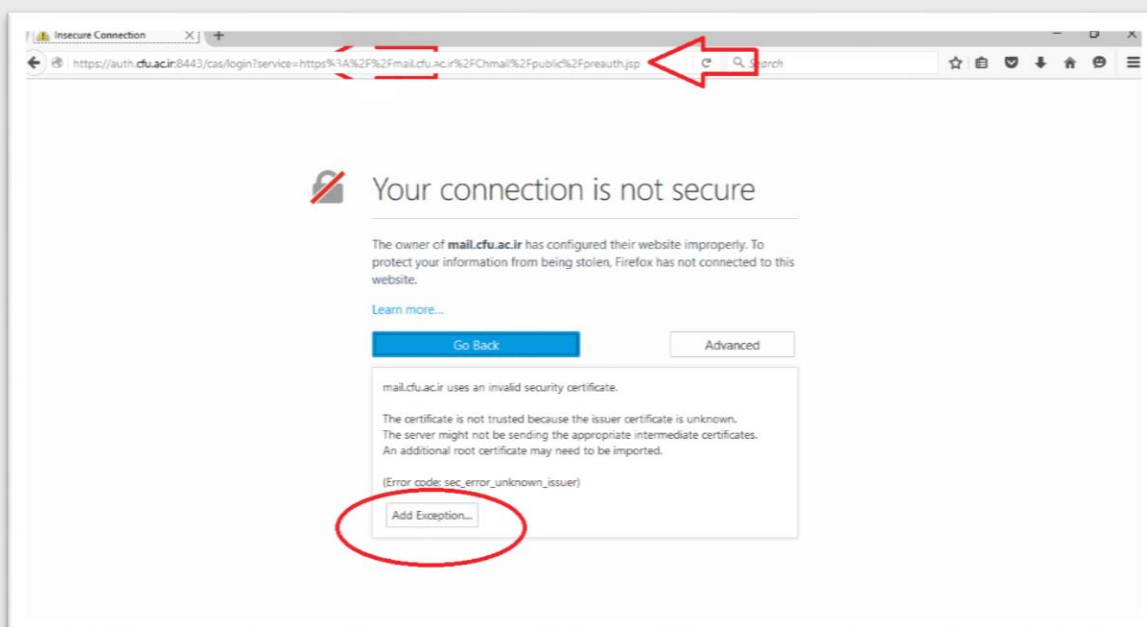 Insecure Connection
https://auth.cfu.ac.ir:8443/cas/login?service=https%3A%2F%2Fmail.cfu.ac.ir%2FChmail%2Fpublic%2Fpreauth.jsp
Search
Your connection is not secure
The owner of mail.cfu.ac.ir has configured their website improperly. To
protect your information from being stolen, Firefox has not connected to this
website.
Learn more...
Go Back
Advanced
mail.cfu.ac.ir uses an invalid security certificate.
The certificate is not trusted because the issuer certificate is unknown.
The server might not be sending the appropriate intermediate certificates.
An additional root certificate may need to be imported.
(Error code: sec_error_unknown_issuer)
Add Exception...